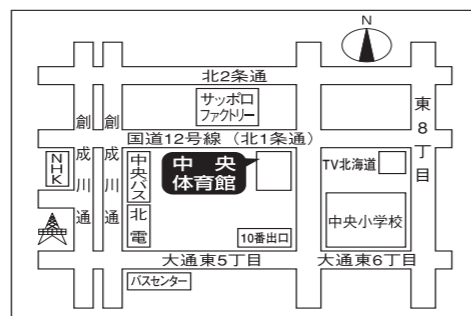 N
北2条通
サッポロ
ファクトリー
創成川通
創成川通
東8丁目
国道12号線（北1条通）
NHK
中央バス
中央
体育館
TV北海道
北電
10番出口
中央小学校
大通東5丁目
大通東6丁目
バスセンター